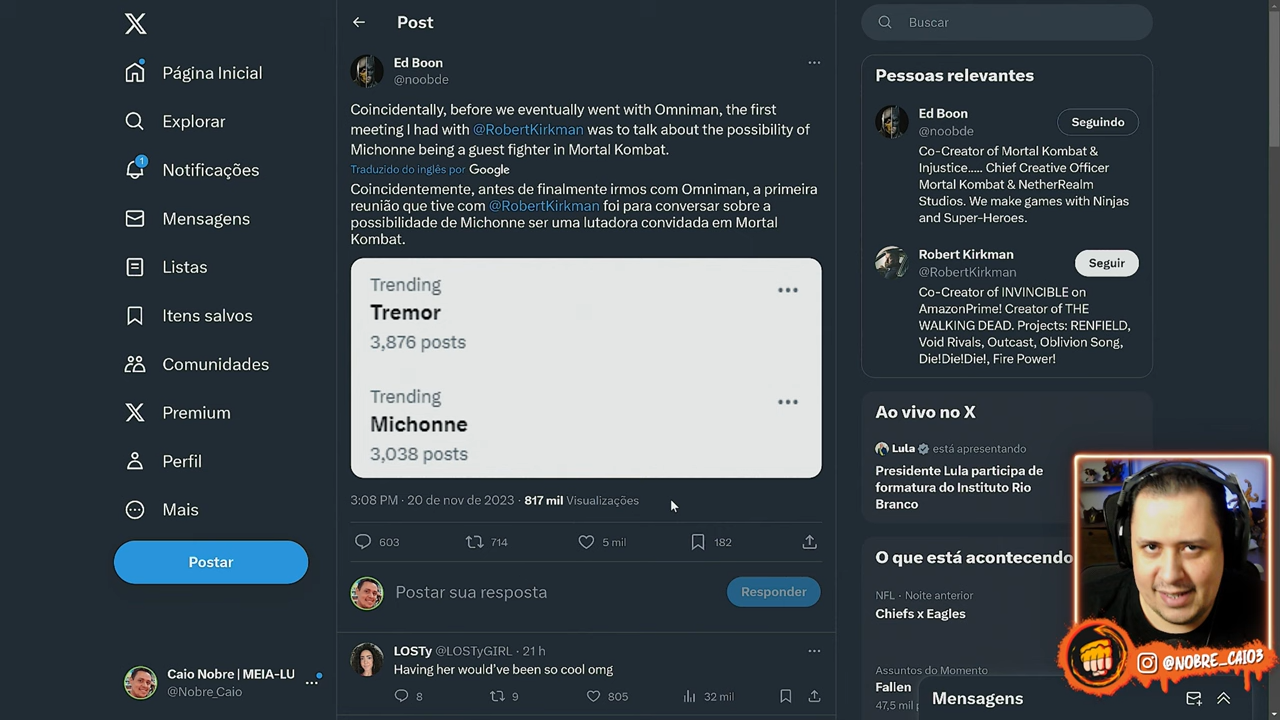 Post
Buscar
Página Inicial
Explorar
1
Notificações
Mensagens
Listas
Itens salvos
Comunidades
Premium
Perfil
Mais
Postar
Caio Nobre | MEIA-LU
@Nobre_Caio
...
Ed Boon
@noobde
Coincidentally, before we eventually went with Omniman, the first
meeting I had with @RobertKirkman was to talk about the possibility of
Michonne being a guest fighter in Mortal Kombat.
Traduzido do inglês por Google
Coincidentemente, antes de finalmente irmos com Omniman, a primeira
reunião que tive com @RobertKirkman foi para conversar sobre a
possibilidade de Michonne ser uma lutadora convidada em Mortal
Kombat.
Trending
Tremor
3,876 posts
Trending
Michonne
3,038 posts
3:08 PM · 20 de nov de 2023 · 817 mil Visualizações
603 714 5 mil 182
Postar sua resposta
Responder
LOSTy @LOSTyGIRL · 21 h
Having her would've been so cool omg
8 9 805 32 mil
Pessoas relevantes
Ed Boon
@noobde
Seguindo
Co-Creator of Mortal Kombat &
Injustice..... Chief Creative Officer
Mortal Kombat & NetherRealm
Studios. We make games with Ninjas
and Super-Heroes.
Robert Kirkman
@RobertKirkman
Seguir
Co-Creator of INVINCIBLE on
AmazonPrime! Creator of THE
WALKING DEAD. Projects: RENFIELD,
Void Rivals, Outcast, Oblivion Song,
Die!Die!Die!, Fire Power!
Ao vivo no X
Lula está apresentando
Presidente Lula participa de
formatura do Instituto Rio
Branco
O que está acontecendo
NFL · Noite anterior
Chiefs x Eagles
Assuntos do Momento
Fallen
47,5 mil
Mensagens
@NOBRE_CAIO3